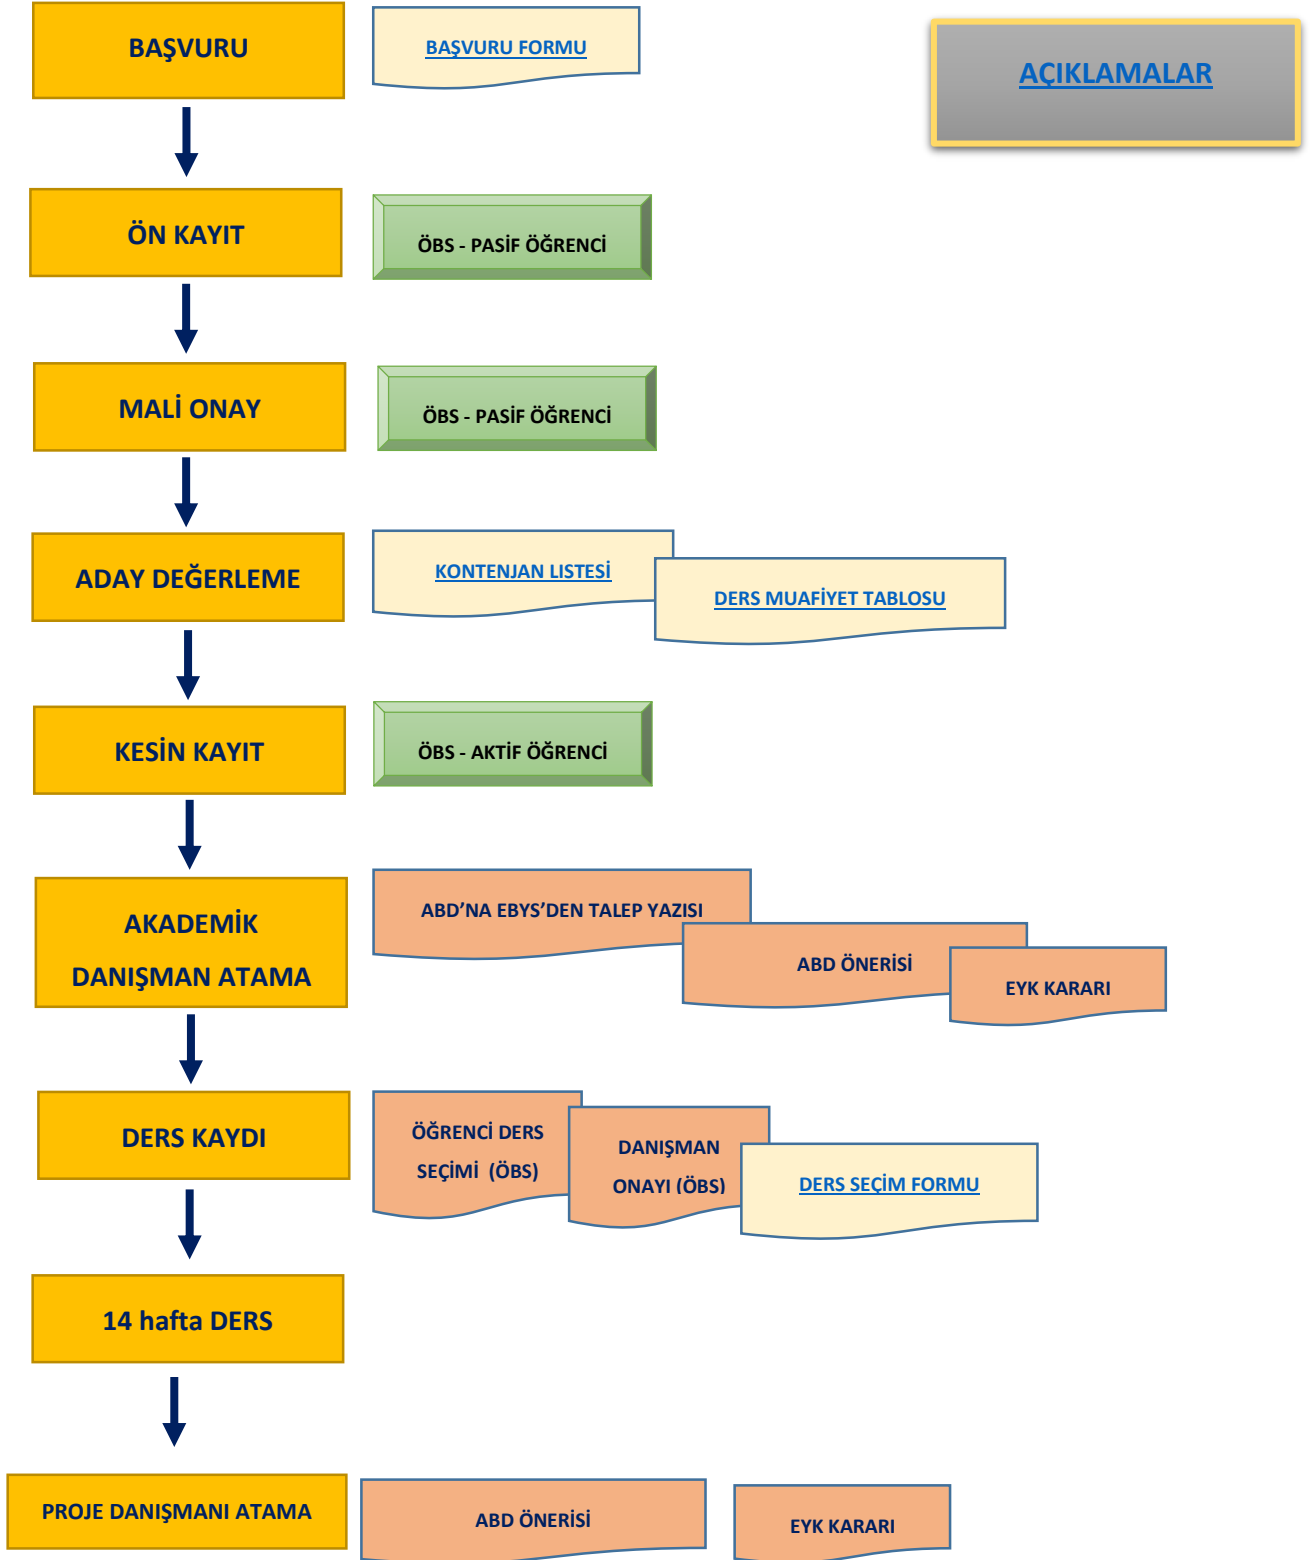 BAŞVURU
BAŞVURU FORMU
AÇIKLAMALAR
ÖN KAYIT
ÖBS - PASİF ÖĞRENCİ
MALİ ONAY
ÖBS - PASİF ÖĞRENCİ
ADAY DEĞERLEME
KONTENJAN LISTESİ
DERS MUAFİYET TABLOSU
KESİN KAYIT
ÖBS - AKTİF ÖĞRENCİ
AKADEMİK
DANIŞMAN ATAMA
ABD'NA EBYS'DEN TALEP YAZISI
ABD ÖNERİSİ
EYK KARARI
DERS KAYDI
ÖĞRENCİ DERS
SEÇİMİ (ÖBS)
DANIŞMAN
ONAYI (ÖBS)
DERS SEÇİM FORMU
14 hafta DERS
PROJE DANIŞMANI ATAMA
ABD ÖNERİSİ
EYK KARARI